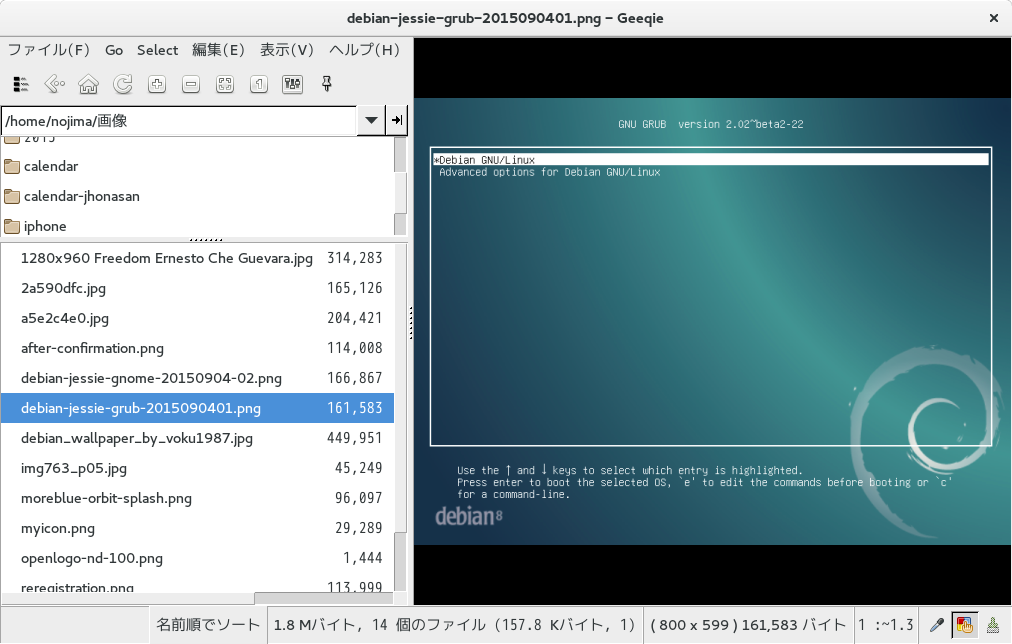 debian-jessie-grub-2015090401.png – Geeqie
ファイル(F) Go Select 編集(E) 表示(V) ヘルプ(H)
1
/home/nojima/画像
2015
calendar
calendar-jhonasan
iphone
1280x960 Freedom Ernesto Che Guevara.jpg 314,283
2a590dfc.jpg 165,126
a5e2c4e0.jpg 204,421
after-confirmation.png 114,008
debian-jessie-gnome-20150904-02.png 166,867
debian-jessie-grub-2015090401.png 161,583
debian_wallpaper_by_voku1987.jpg 449,951
img763_p05.jpg 45,249
moreblue-orbit-splash.png 96,097
myicon.png 29,289
openlogo-nd-100.png 1,444
reregistration.png 113,999
GNU GRUB version 2.02~beta2-22
*Debian GNU/Linux
Advanced options for Debian GNU/Linux
Use the ↑ and ↓ keys to select which entry is highlighted.
Press enter to boot the selected OS, `e' to edit the commands before booting or `c'
for a command-line.
debian 8
名前順でソート 1.8 Mバイト, 14 個のファイル (157.8 Kバイト, 1) ( 800 x 599 ) 161,583 バイト 1 :~1.3